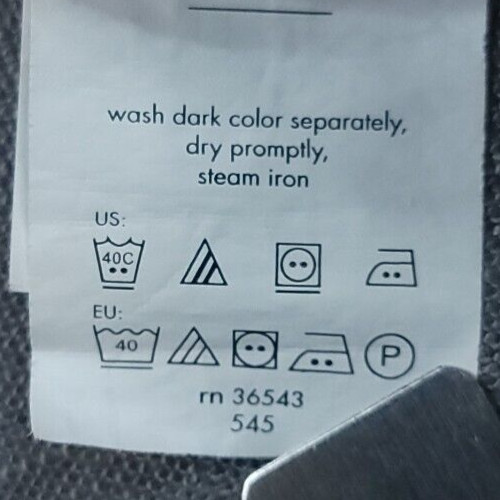 wash dark color separately,
dry promptly,
steam iron
US:
40C
EU:
40
P
rn 36543
545